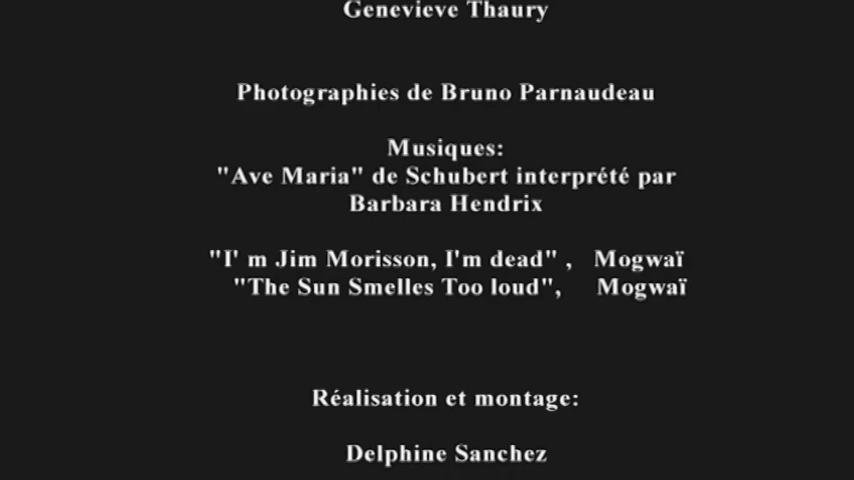 Genevieve Thaury
Photographies de Bruno Parnaudeau
Musiques:
"Ave Maria" de Schubert interprété par
Barbara Hendrix
"I' m Jim Morisson, I'm dead" , Mogwaï
"The Sun Smelles Too loud", Mogwaï
Réalisation et montage:
Delphine Sanchez